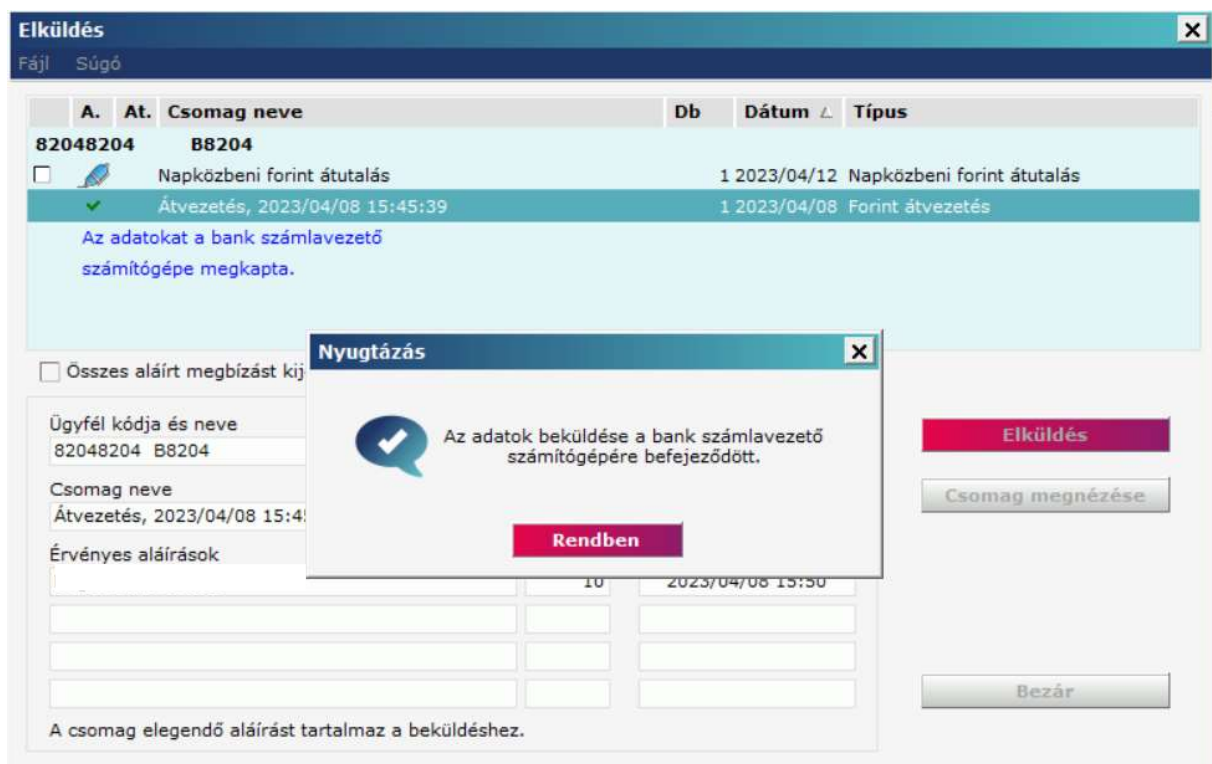 Elküldés
Fájl Súgó
A. At. Csomag neve Db Dátum Típus
82048204 B8204
Napközbeni forint átutalás 1 2023/04/12 Napközbeni forint átutalás
Átvezetés, 2023/04/08 15:45:39 1 2023/04/08 Forint átvezetés
Az adatokat a bank számlavezető
számítógépe megkapta.
Összes aláírt megbízást kij
Nyugtázás
Az adatok beküldése a bank számlavezető
számítógépére befejeződött.
Rendben
Ügyfél kódja és neve
82048204 B8204
Csomag neve
Átvezetés, 2023/04/08 15:4
Érvényes aláírások
10 2023/04/08 15:50
A csomag elegendő aláírást tartalmaz a beküldéshez.
Elküldés
Csomag megnézése
Bezár